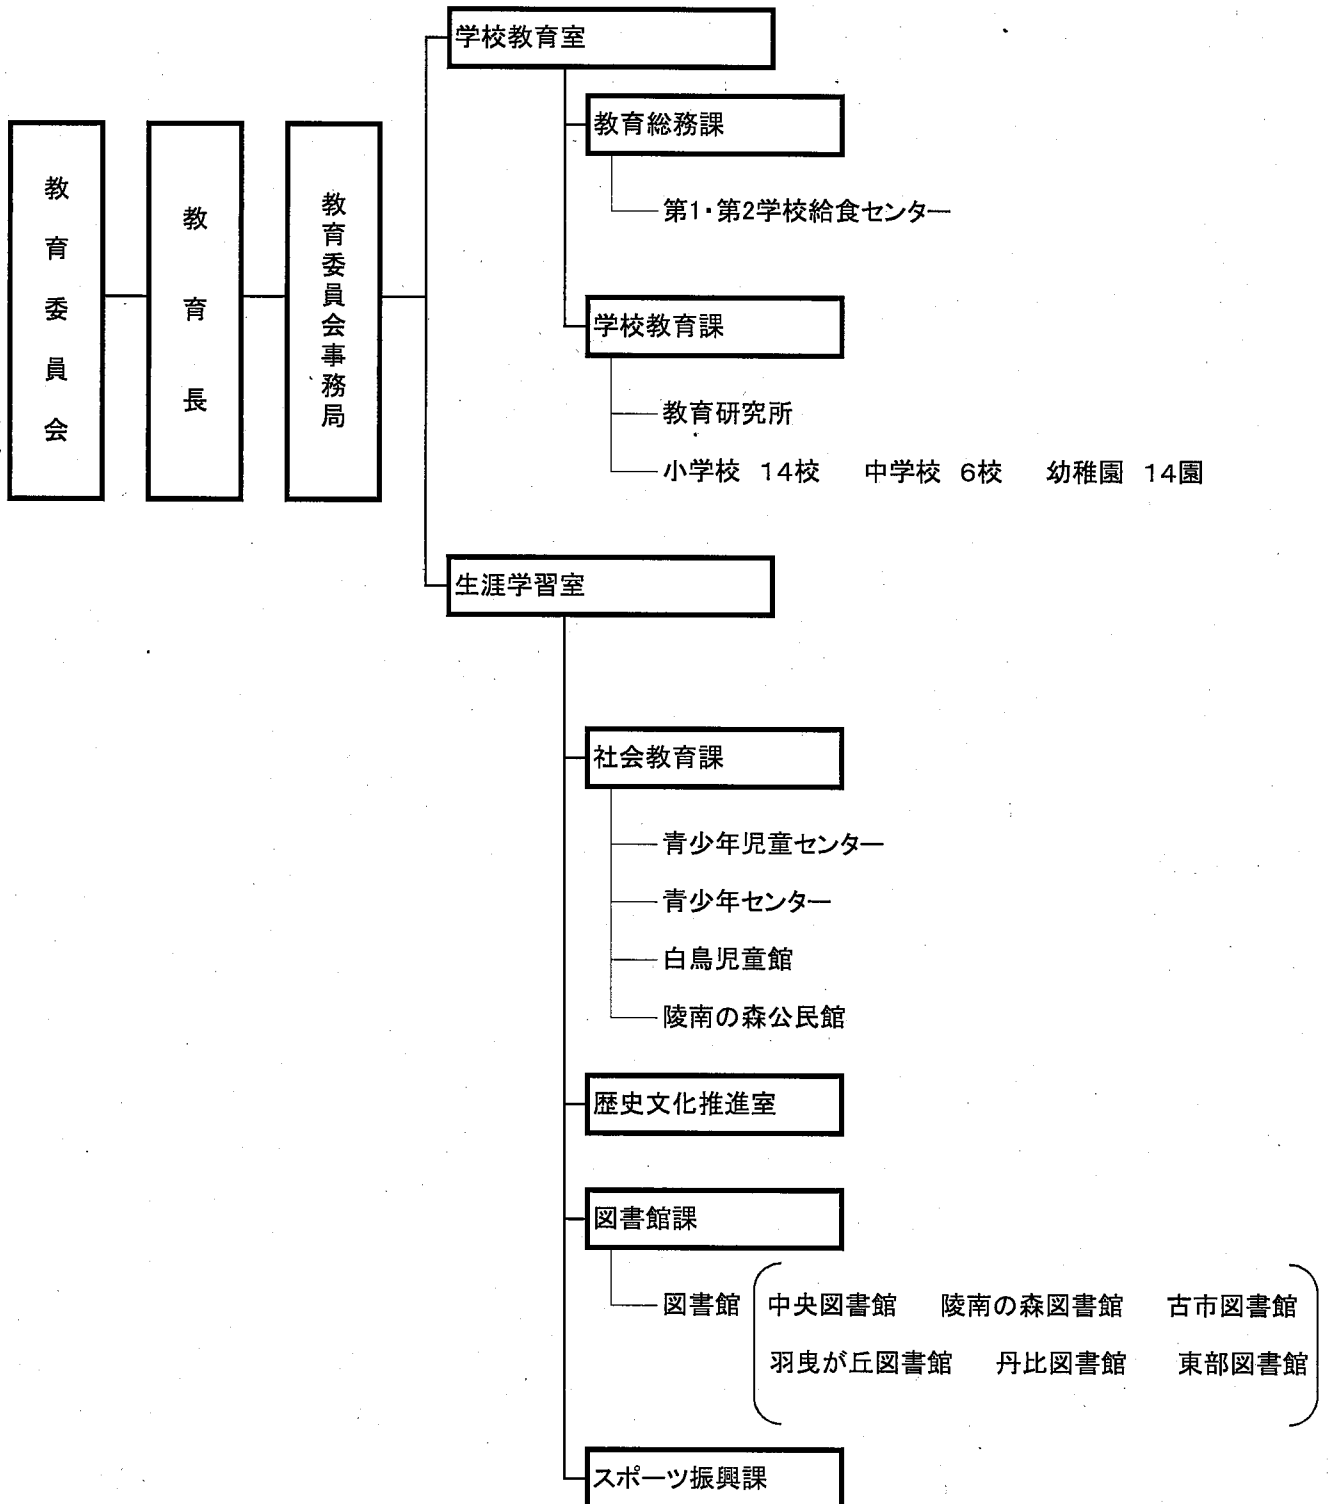 教育委員会
教育長
教育委員会事務局
学校教育室
教育総務課
第1・第2学校給食センター
学校教育課
教育研究所
小学校 14校 中学校 6校 幼稚園 14園
生涯学習室
社会教育課
青少年児童センター
青少年センター
白鳥児童館
陵南の森公民館
歴史文化推進室
図書館課
図書館 中央図書館 陵南の森図書館 古市図書館
羽曳が丘図書館 丹比図書館 東部図書館
スポーツ振興課